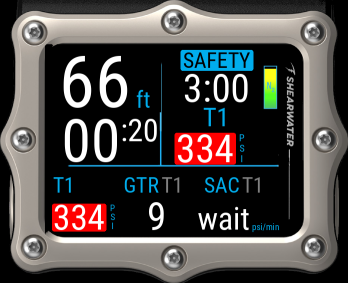 66 ft
00:20
SAFETY
3:00
T1
334 PSI
N₂
SHEARWATER
T1 GTR T1 SAC T1
334 PSI 9 wait psi/min